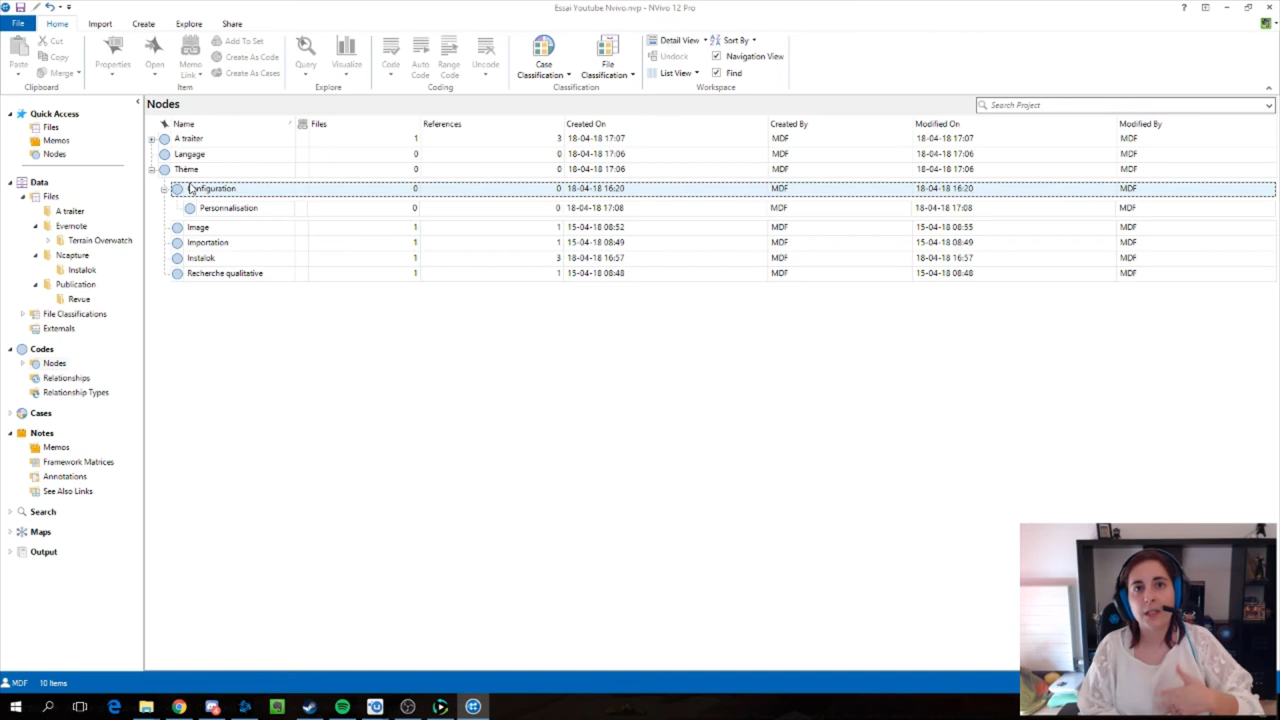 Essai Youtube Nvivo.nvp - NVivo 12 Pro
File Home Import Create Explore Share
Paste Cut Copy Merge Clipboard
Properties Open Memo Link Add To Set Create As Code Create As Cases Item
Query Visualize Explore
Code Auto Code Range Code Uncode Coding
Case Classification File Classification Classification
Detail View Sort By Undock Navigation View List View Find Workspace
Quick Access
Files
Memos
Nodes
Data
Files
A traiter
Evernote
Terrain Overwatch
Ncapture
Instalok
Publication
Revue
File Classifications
Externals
Codes
Nodes
Relationships
Relationship Types
Cases
Notes
Memos
Framework Matrices
Annotations
See Also Links
Search
Maps
Output
Nodes Search Project
Name Files References Created On Created By Modified On Modified By
A traiter 1 3 18-04-18 17:07 MDF 18-04-18 17:07 MDF
Langage 0 0 18-04-18 17:06 MDF 18-04-18 17:06 MDF
Thème 0 0 18-04-18 17:06 MDF 18-04-18 17:06 MDF
nfiguration 0 0 18-04-18 16:20 MDF 18-04-18 16:20 MDF
Personnalisation 0 0 18-04-18 17:08 MDF 18-04-18 17:08 MDF
Image 1 1 15-04-18 08:52 MDF 15-04-18 08:55 MDF
Importation 1 1 15-04-18 08:49 MDF 15-04-18 08:49 MDF
Instalok 1 3 18-04-18 16:57 MDF 18-04-18 16:57 MDF
Recherche qualitative 1 1 15-04-18 08:48 MDF 15-04-18 08:48 MDF
MDF 10 Items